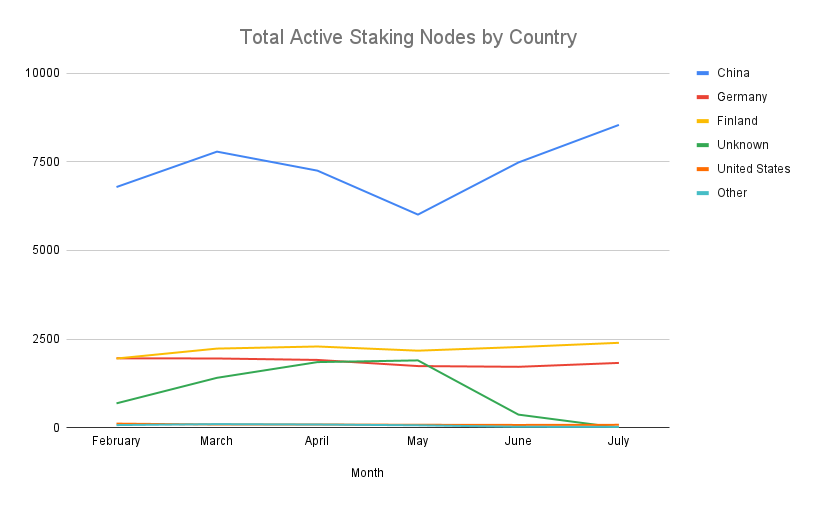 Total Active Staking Nodes by Country
10000
7500
5000
2500
0
February March April May June July
Month
China
Germany
Finland
Unknown
United States
Other